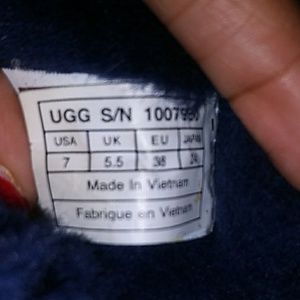 UGG S/N
USA UK EU JAPAN
7 5.5 38 24
Made In Vietnam
Fabrique en Vietnam